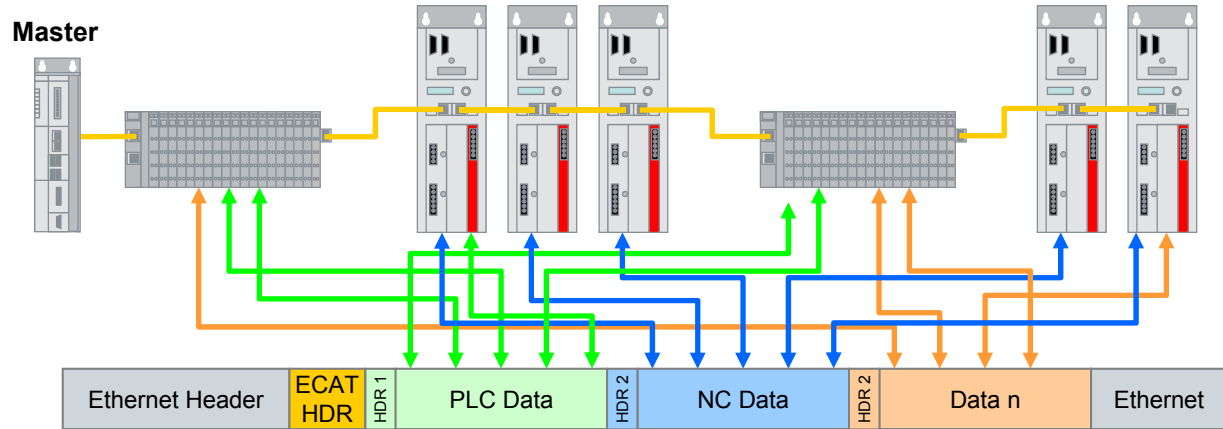 Master
Ethernet Header
ECAT
HDR
HDR 1
PLC Data
HDR 2
NC Data
HDR 2
Data n
Ethernet